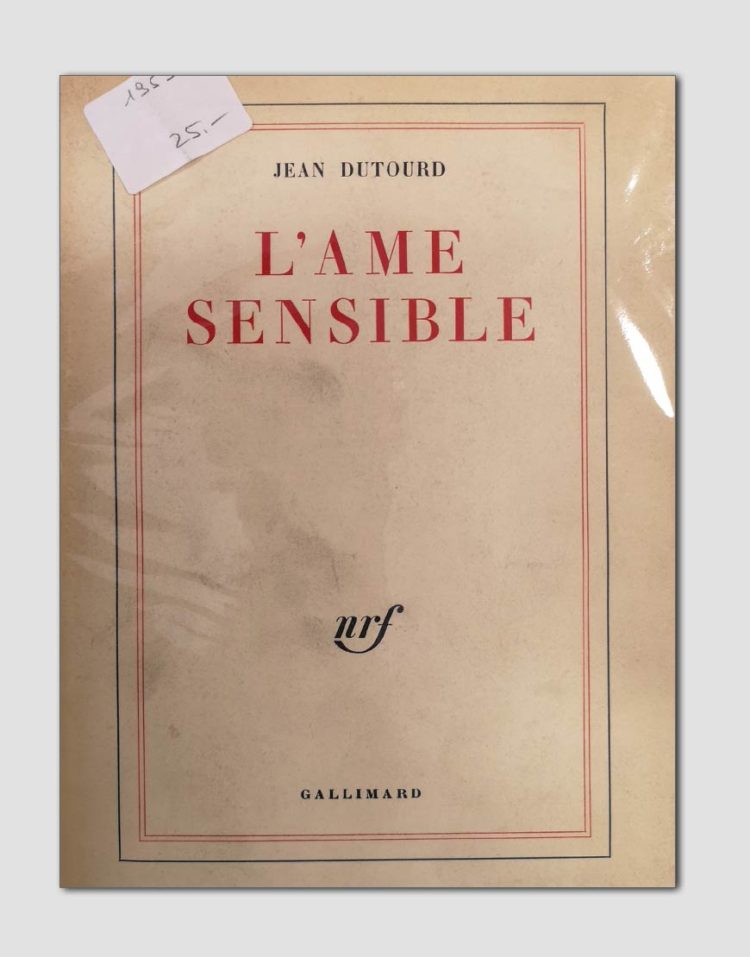 25.-
JEAN DUTOURD
L'AME
SENSIBLE
nrf
GALLIMARD